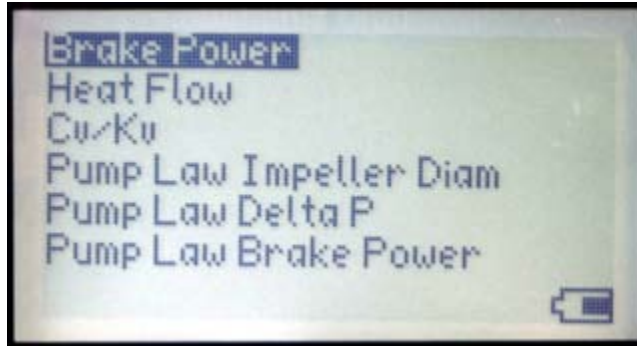 Brake Power
Heat Flow
Cv/Kv
Pump Law Impeller Diam
Pump Law Delta P
Pump Law Brake Power